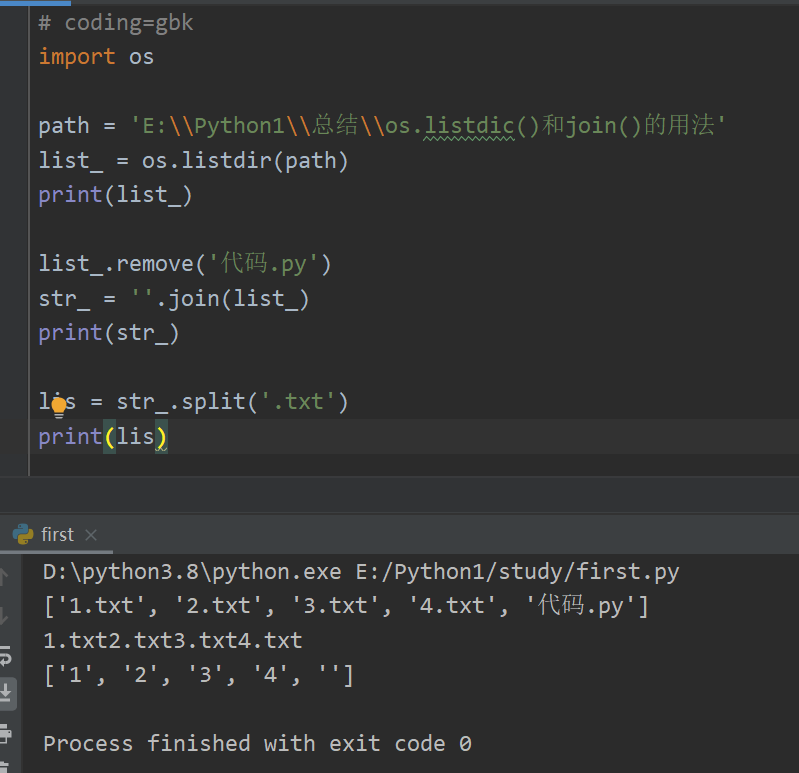 # coding=gbk
import os
path = 'E:\\Python1\\总结\\os.listdic()和join()的用法'
list_ = os.listdir(path)
print(list_)
list_.remove('代码.py')
str_ = ''.join(list_)
print(str_)
lis = str_.split('.txt')
print(lis)
first
D:\python3.8\python.exe E:/Python1/study/first.py
['1.txt', '2.txt', '3.txt', '4.txt', '代码.py']
1.txt2.txt3.txt4.txt
['1', '2', '3', '4', '']
Process finished with exit code 0